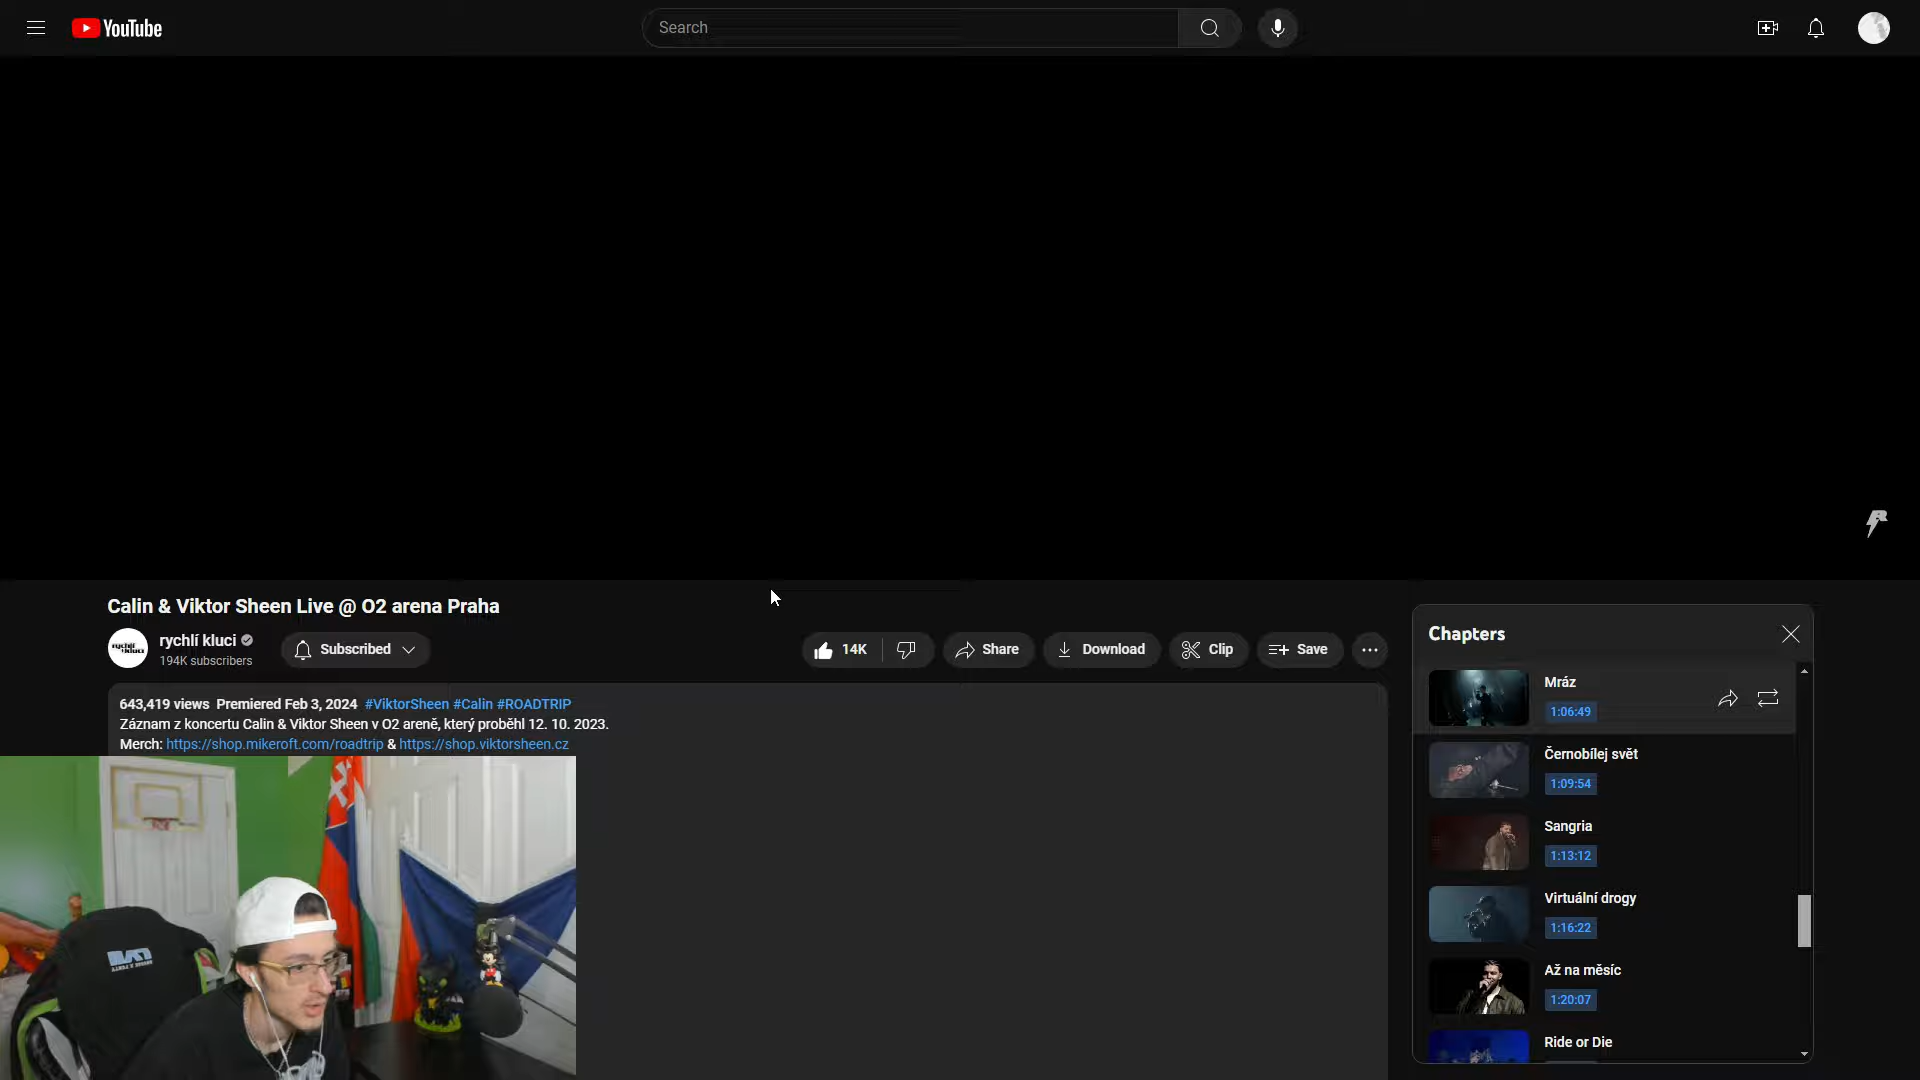 YouTube
Search
Calin & Viktor Sheen Live @ O2 arena Praha
rychlí kluci
194K subscribers
Subscribed
14K
Share
Download
Clip
Save
643,419 views Premiered Feb 3, 2024 #ViktorSheen #Calin #ROADTRIP
Záznam z koncertu Calin & Viktor Sheen v O2 areně, který proběhl 12. 10. 2023.
Merch: https://shop.mikeroft.com/roadtrip & https://shop.viktorsheen.cz
Chapters
Mráz
1:06:49
Černobílej svět
1:09:54
Sangria
1:13:12
Virtuální drogy
1:16:22
Až na měsíc
1:20:07
Ride or Die